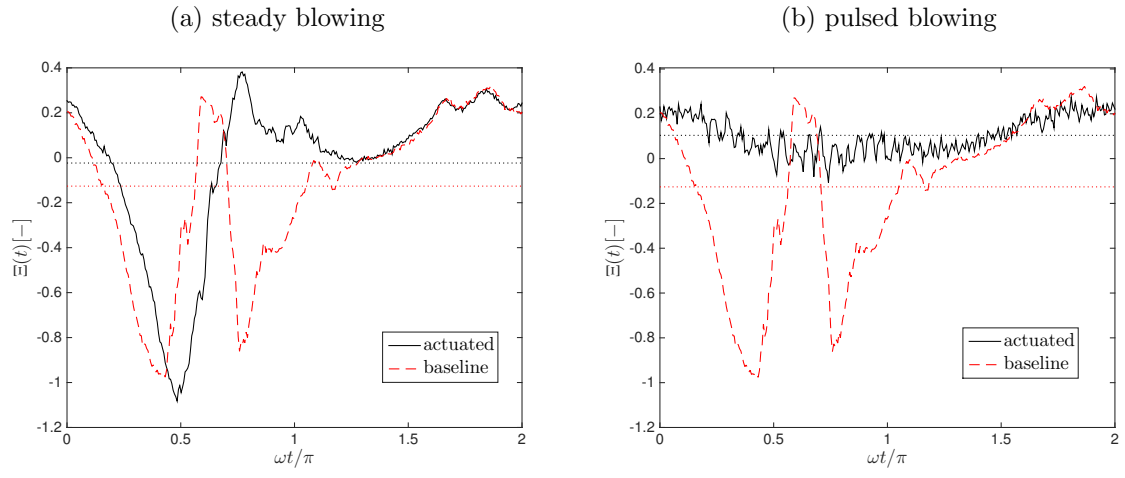 (a) steady blowing
0.4
0.2
0
-0.2
-0.4
-0.6
-0.8
-1
-1.2
Ξ(t)[−]
0
0.5
1
1.5
2
ωt/π
actuated
baseline
(b) pulsed blowing
0.4
0.2
0
-0.2
-0.4
-0.6
-0.8
-1
-1.2
Ξ(t)[−]
0
0.5
1
1.5
2
ωt/π
actuated
baseline